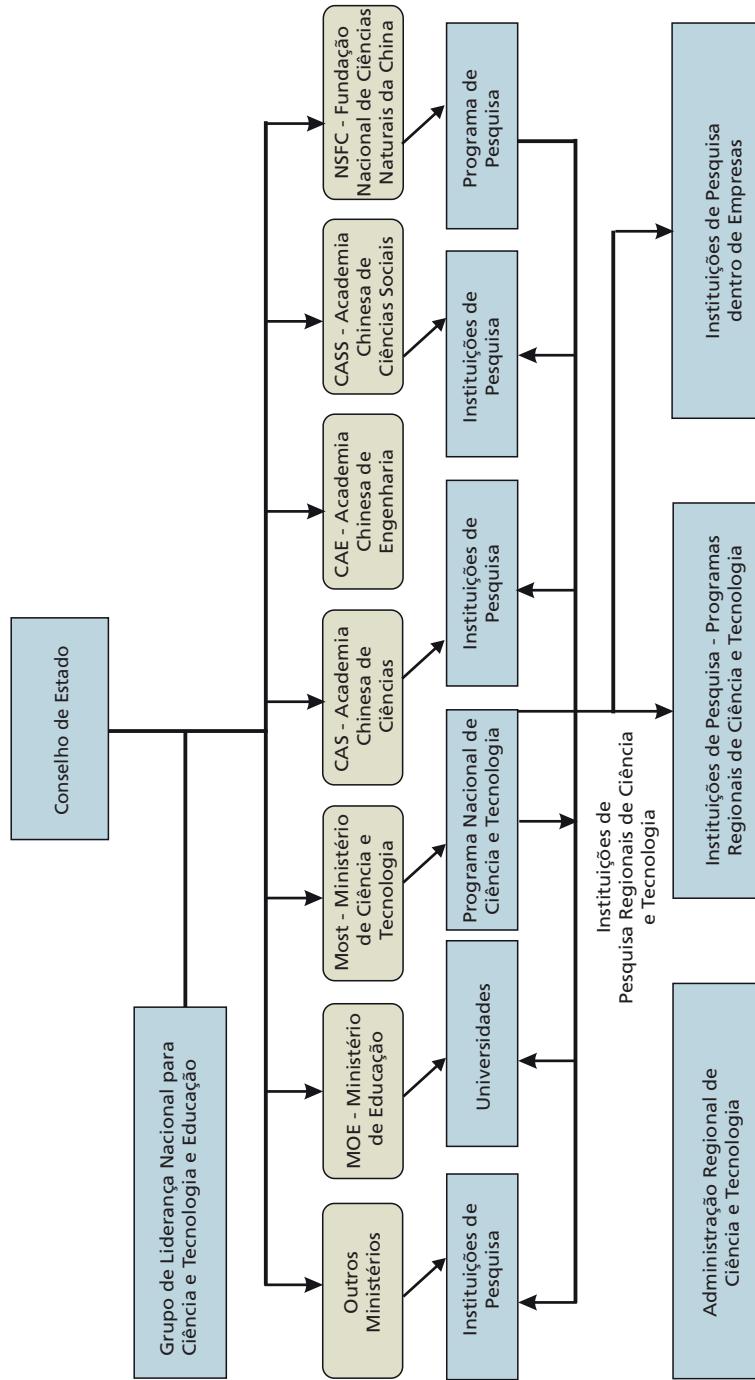 Conselho de Estado
Grupo de Liderança Nacional para
Ciência e Tecnologia e Educação
Outros
Ministérios
MOE - Ministério
de Educação
Most - Ministério
de Ciência e
Tecnologia
CAS - Academia
Chinesa de
Ciências
CAE - Academia
Chinesa de
Engenharia
CASS - Academia
Chinesa de
Ciências Sociais
NSFC - Fundação
Nacional de Ciências
Naturais da China
Instituições de
Pesquisa
Universidades
Programa Nacional de
Ciência e Tecnologia
Instituições de
Pesquisa
Instituições de
Pesquisa
Programa de
Pesquisa
Instituições de
Pesquisa Regionais de Ciência
e Tecnologia
Administração Regional de
Ciência e Tecnologia
Instituições de Pesquisa - Programas
Regionais de Ciência e Tecnologia
Instituições de Pesquisa
dentro de Empresas